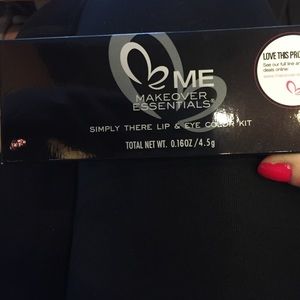 ME
MAKEOVER
ESSENTIALS®
SIMPLY THERE LIP & EYE COLOR KIT
TOTAL NET WT. 0.16OZ / 4.5g
LOVE THIS PRO
See our full line a
deals online